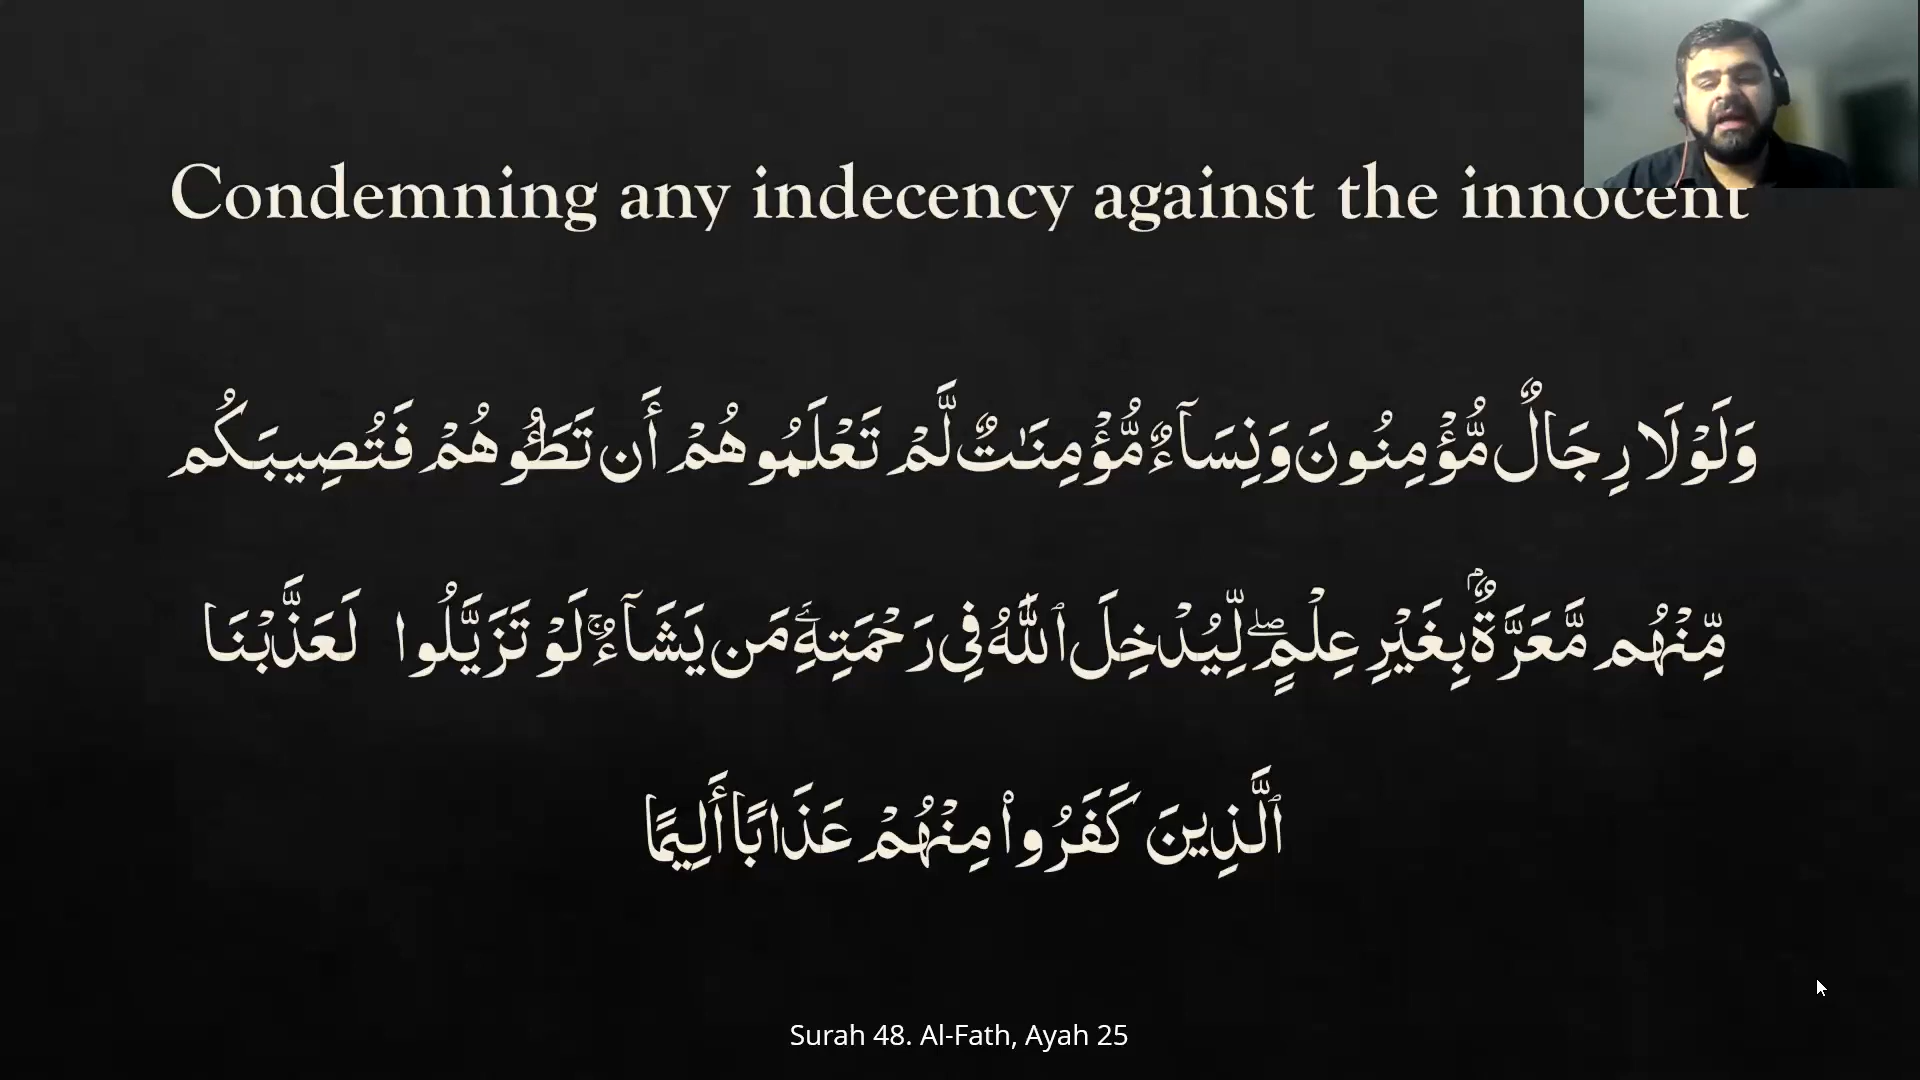 Condemning any indecency against the innocent
وَلَوْلَا رِجَالٌ مُّؤْمِنُونَ وَنِسَآءٌ مُّؤْمِنَـٰتٌ لَّمْ تَعْلَمُوهُمْ أَن تَطَـُٔوهُمْ فَتُصِيبَكُم
مِّنْهُم مَّعَرَّةٌۢ بِغَيْرِ عِلْمٍۖ لِّيُدْخِلَ ٱللَّهُ فِى رَحْمَتِهِۦ مَن يَشَآءُۚ لَوْ تَزَيَّلُوا لَعَذَّبْنَا
ٱلَّذِينَ كَفَرُوا۟ مِنْهُمْ عَذَابًا أَلِيمًا
Surah 48. Al-Fath, Ayah 25